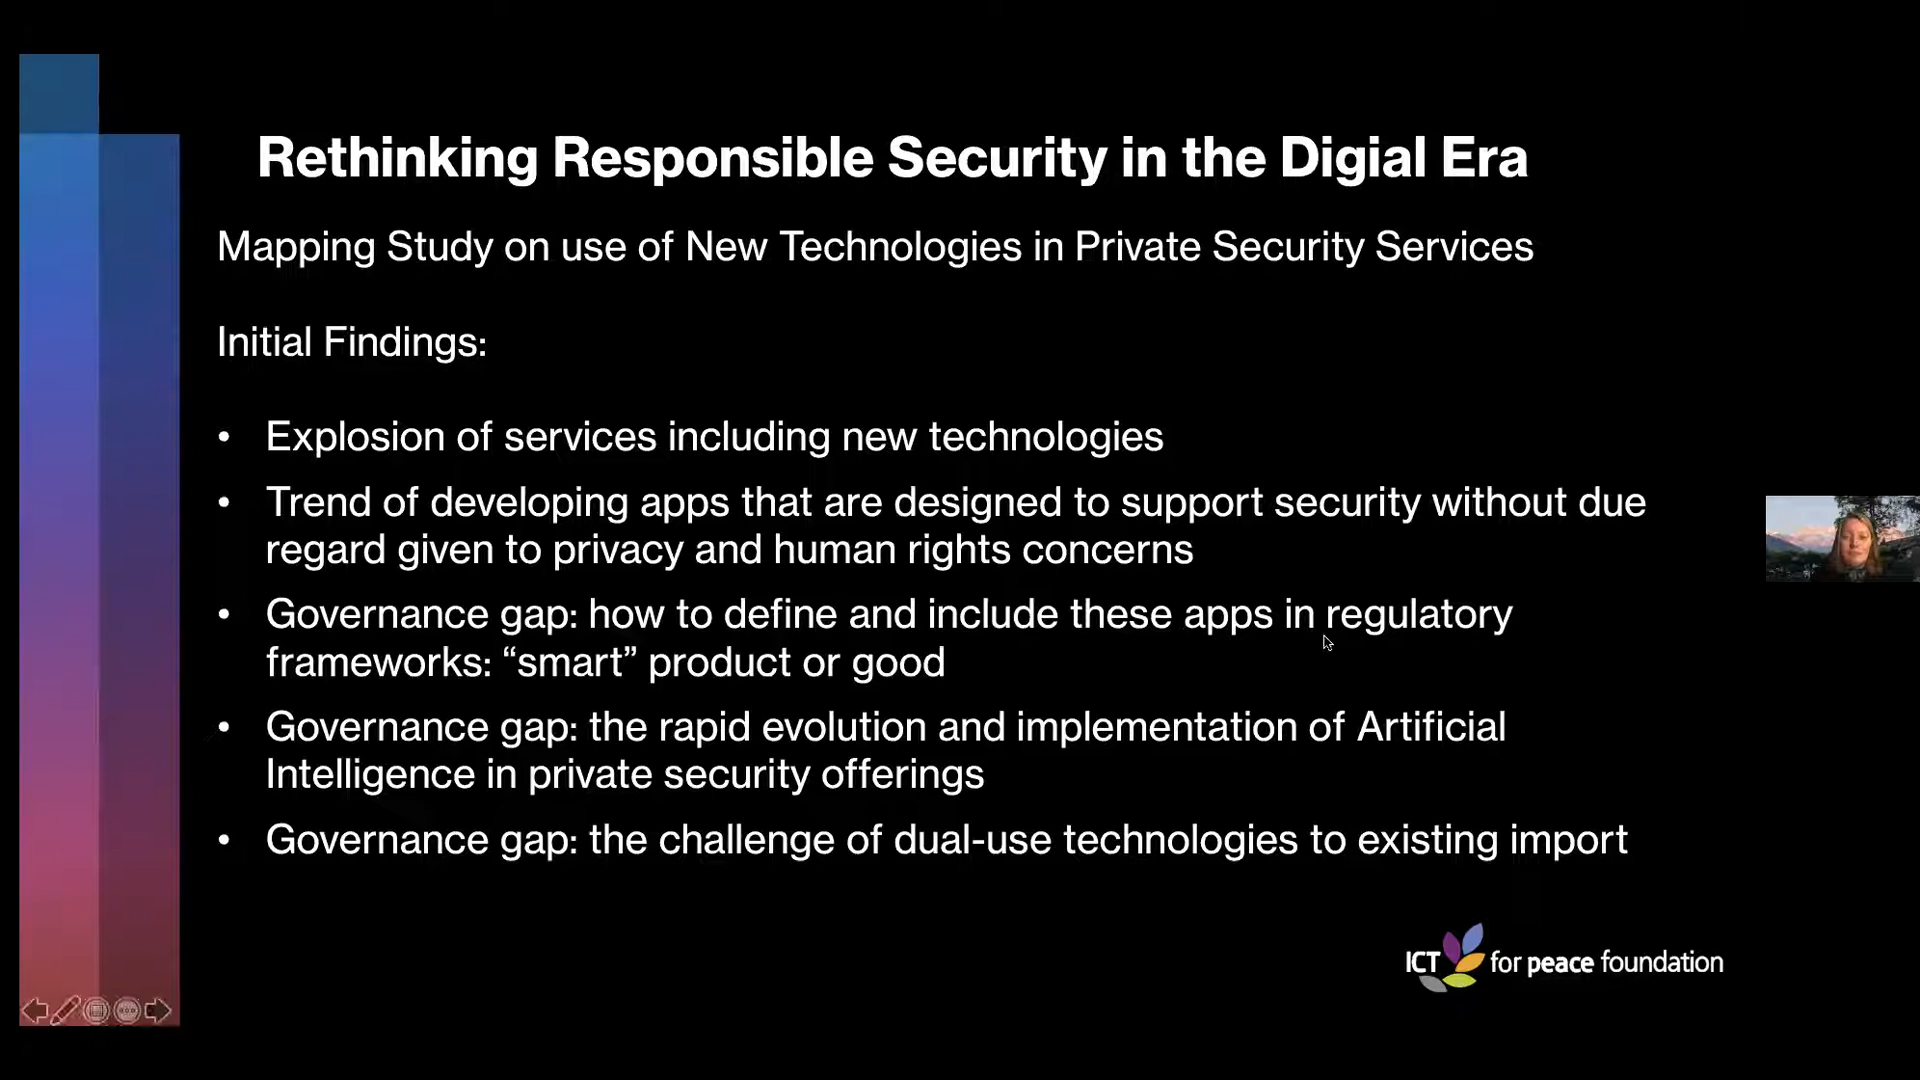 Rethinking Responsible Security in the Digial Era
Mapping Study on use of New Technologies in Private Security Services
Initial Findings:
• Explosion of services including new technologies
• Trend of developing apps that are designed to support security without due
regard given to privacy and human rights concerns
• Governance gap: how to define and include these apps in regulatory
frameworks: “smart” product or good
• Governance gap: the rapid evolution and implementation of Artificial
Intelligence in private security offerings
• Governance gap: the challenge of dual-use technologies to existing import
ICT for peace foundation